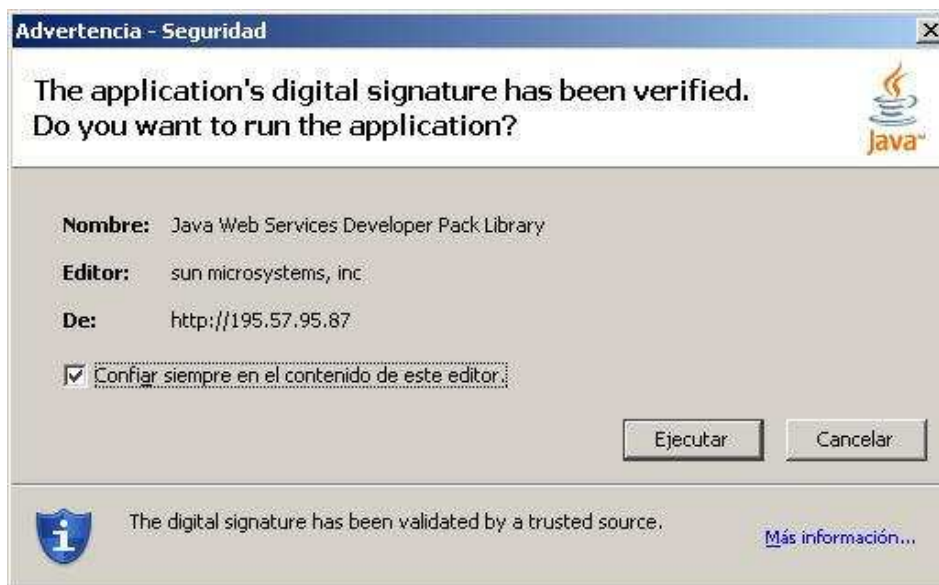 Advertencia - Seguridad
The application's digital signature has been verified.
Do you want to run the application?
Java™
Nombre: Java Web Services Developer Pack Library
Editor: sun microsystems, inc
De: http://195.57.95.87
Confiar siempre en el contenido de este editor.
Ejecutar Cancelar
The digital signature has been validated by a trusted source.
Más información...